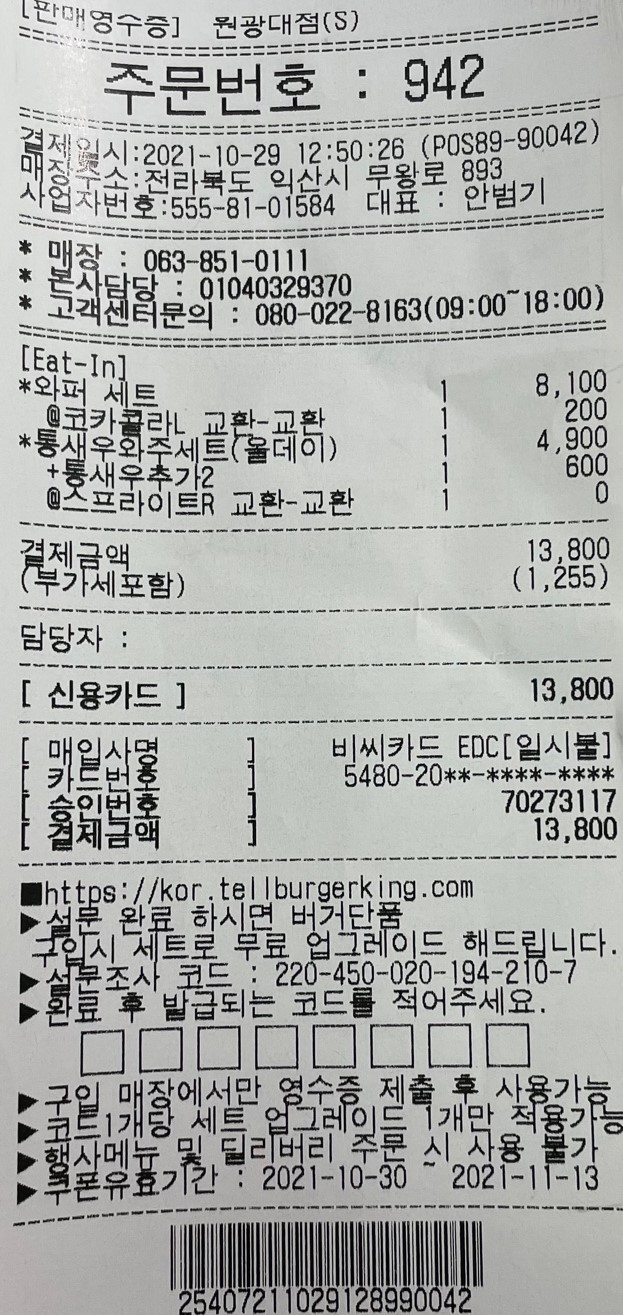 [판매영수증] 원광대점(S)
주문번호 : 942
결제일시:2021-10-29 12:50:26 (POS89-90042)
매장주소:전라북도 익산시 무왕로 893
사업자번호:555-81-01584 대표 : 안범기
* 매장 : 063-851-0111
* 본사담당 : 01040329370
* 고객센터문의 : 080-022-8163(09:00~18:00)
[Eat-In]
*와퍼 세트 1 8,100
@코카콜라L 교환-교환 1 200
*통새우와주세트(올데이) 1 4,900
+통새우추가2 1 600
@스프라이트R 교환-교환 1 0
결제금액 13,800
(부가세포함) (1,255)
담당자 :
[ 신용카드 ] 13,800
[ 매입사명 ] 비씨카드 EDC[일시불]
[ 카드번호 ] 5480-20**-****-****
[ 승인번호 ] 70273117
[ 결제금액 ] 13,800
■https://kor.tellburgerking.com
▶설문 완료 하시면 버거단품
구입시 세트로 무료 업그레이드 해드립니다.
▶설문조사 코드 : 220-450-020-194-210-7
▶완료 후 발급되는 코드를 적어주세요.
▶구입 매장에서만 영수증 제출 후 사용가능
▶코드1개당 세트 업그레이드 1개만 적용가능
▶행사메뉴 및 딜리버리 주문 시 사용 불가
▶쿠폰유효기간 : 2021-10-30 ~ 2021-11-13
25407211029128990042